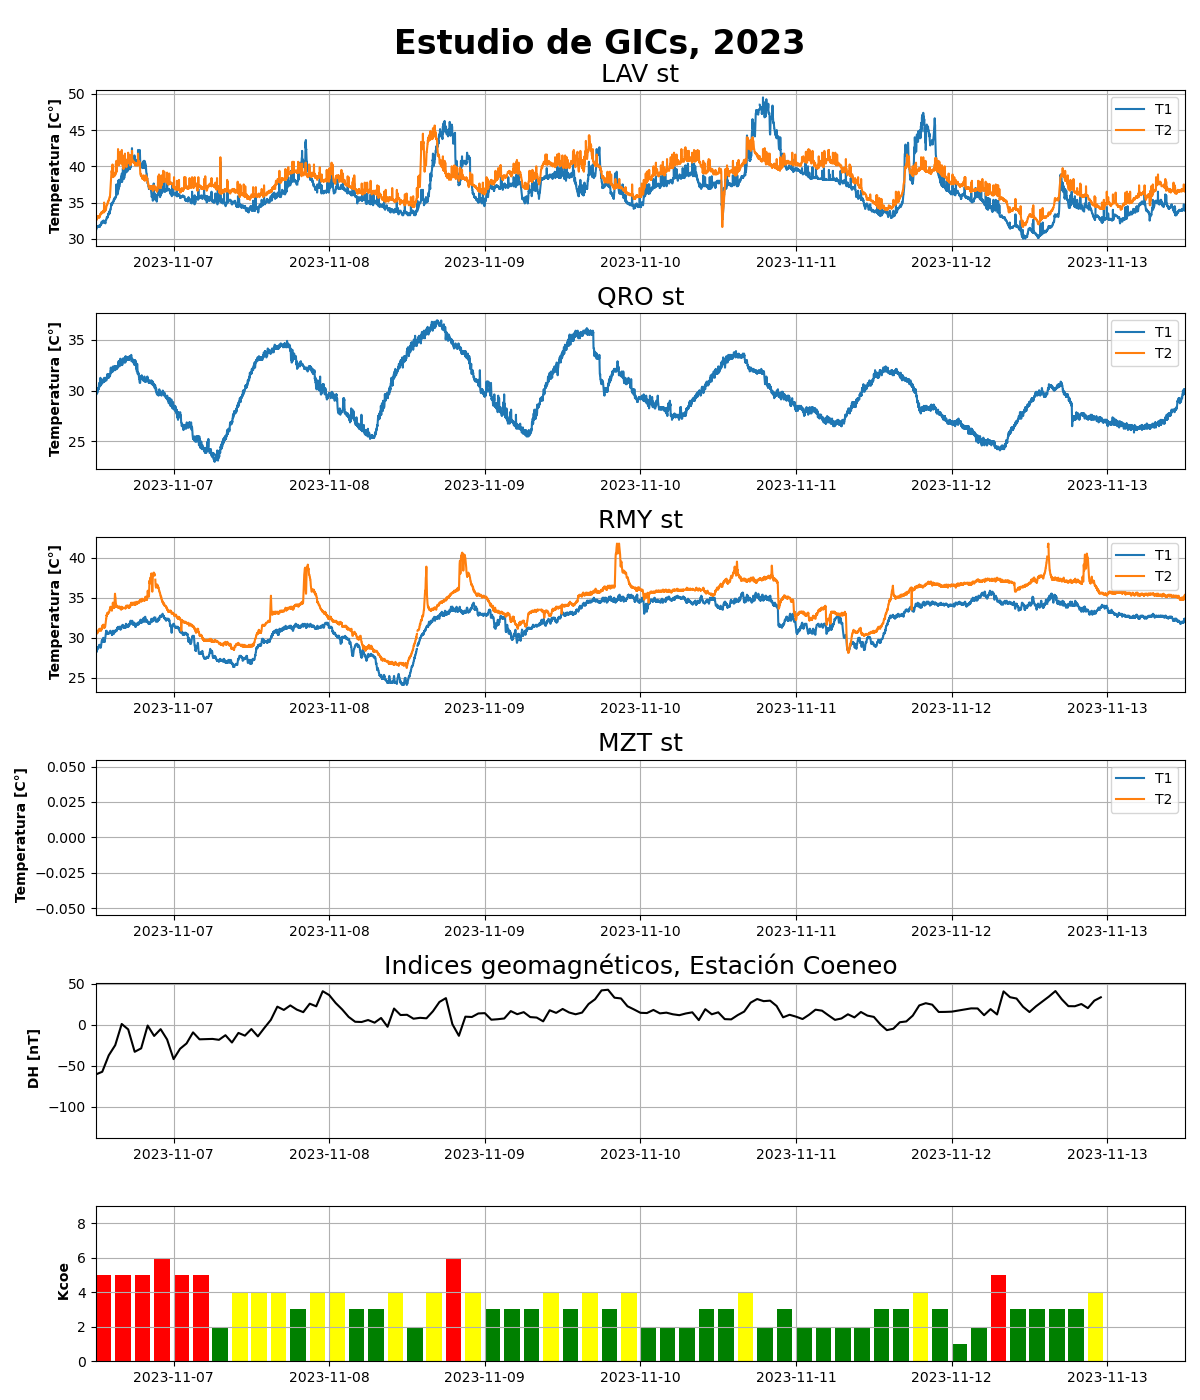 Estudio de GICs, 2023
LAV st
Temperatura [C°]
50
45
40
35
30
T1
T2
2023-11-07 2023-11-08 2023-11-09 2023-11-10 2023-11-11 2023-11-12 2023-11-13
QRO st
Temperatura [C°]
35
30
25
T1
T2
2023-11-07 2023-11-08 2023-11-09 2023-11-10 2023-11-11 2023-11-12 2023-11-13
RMY st
Temperatura [C°]
40
35
30
25
T1
T2
2023-11-07 2023-11-08 2023-11-09 2023-11-10 2023-11-11 2023-11-12 2023-11-13
MZT st
Temperatura [C°]
0.050
0.025
0.000
−0.025
−0.050
T1
T2
2023-11-07 2023-11-08 2023-11-09 2023-11-10 2023-11-11 2023-11-12 2023-11-13
Indices geomagnéticos, Estación Coeneo
DH [nT]
50
0
−50
−100
2023-11-07 2023-11-08 2023-11-09 2023-11-10 2023-11-11 2023-11-12 2023-11-13
Kcoe
8
6
4
2
0
2023-11-07 2023-11-08 2023-11-09 2023-11-10 2023-11-11 2023-11-12 2023-11-13